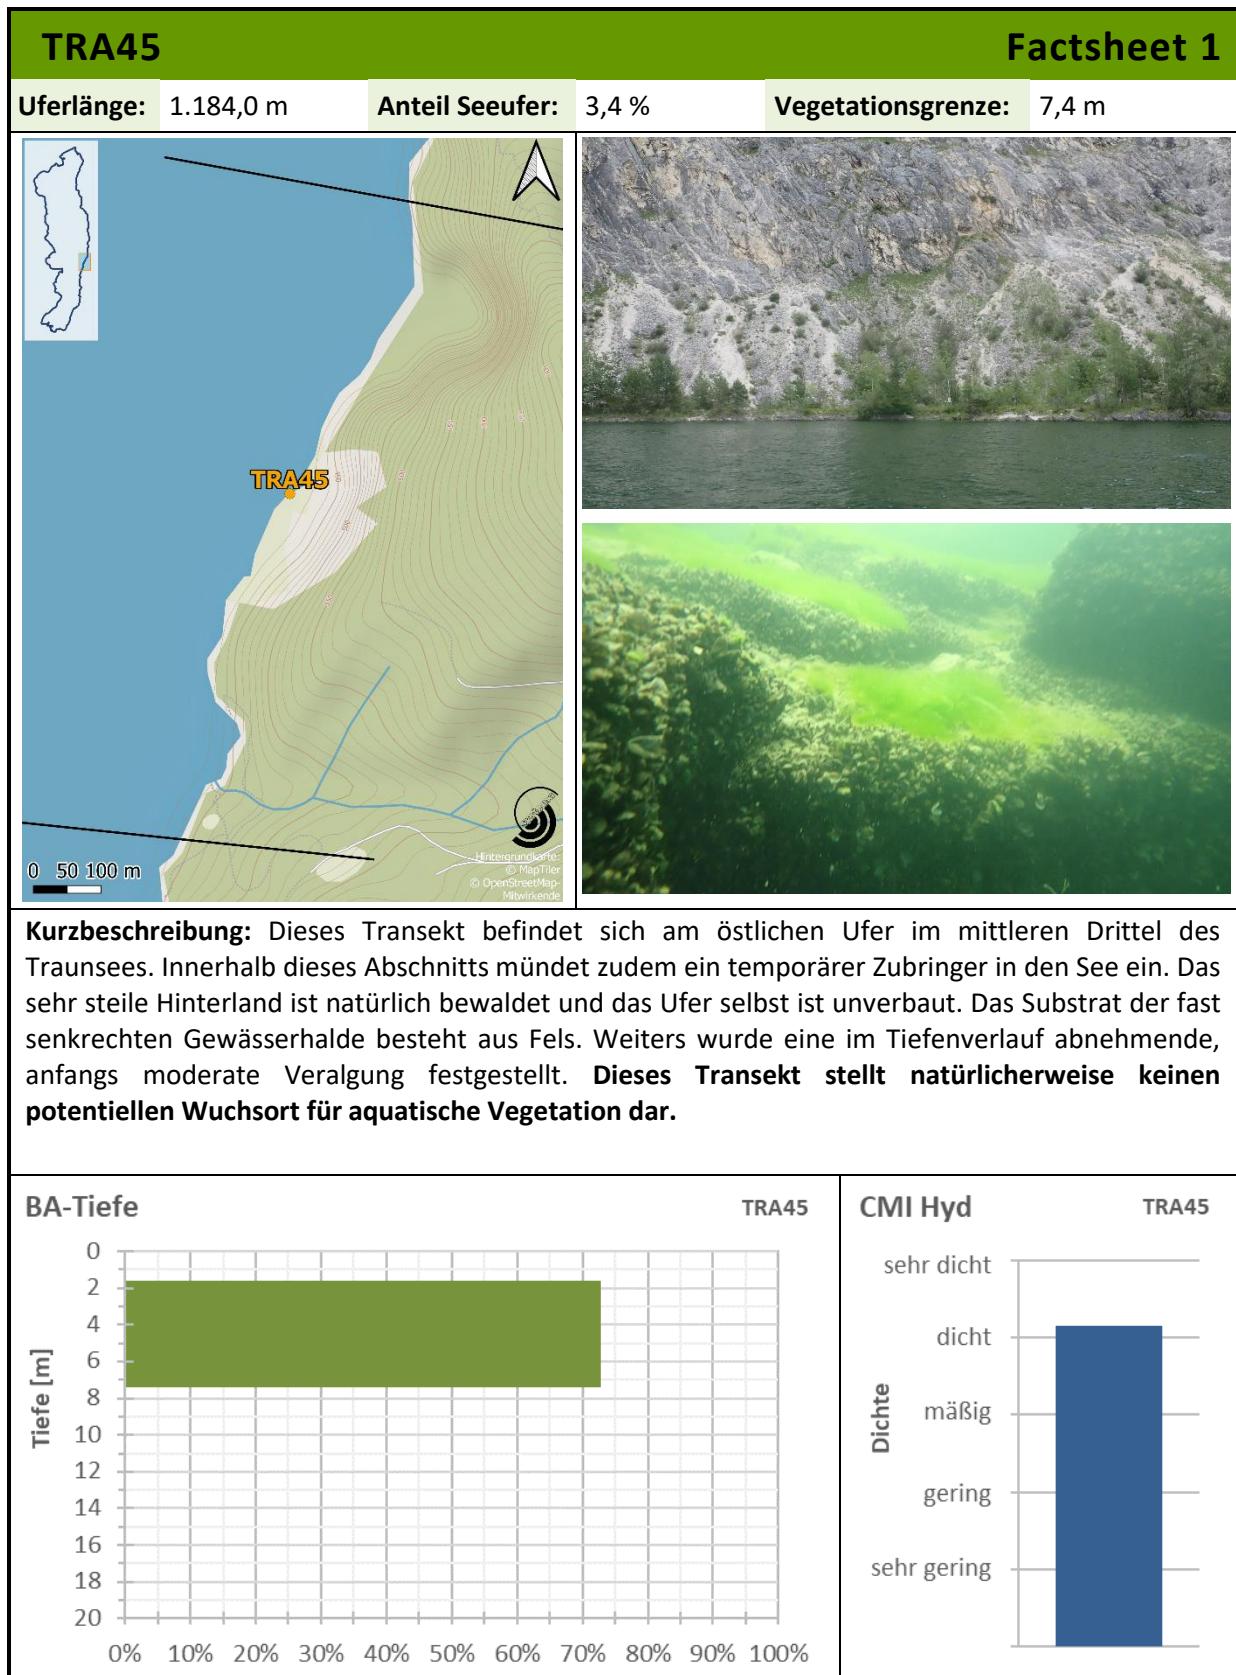 TRA45 Factsheet 1
Uferlänge: 1.184,0 m Anteil Seeufer: 3,4 % Vegetationsgrenze: 7,4 m
TRA45
0 50 100 m
Hintergrundkarte:
© MapTiler
© OpenStreetMap-
Mitwirkende
Kurzbeschreibung: Dieses Transekt befindet sich am östlichen Ufer im mittleren Drittel des
Traunsees. Innerhalb dieses Abschnitts mündet zudem ein temporärer Zubringer in den See ein. Das
sehr steile Hinterland ist natürlich bewaldet und das Ufer selbst ist unverbaut. Das Substrat der fast
senkrechten Gewässerhalde besteht aus Fels. Weiters wurde eine im Tiefenverlauf abnehmende,
anfangs moderate Veralgung festgestellt. Dieses Transekt stellt natürlicherweise keinen
potentiellen Wuchsort für aquatische Vegetation dar.
BA-Tiefe TRA45
Tiefe [m]
0
2
4
6
8
10
12
14
16
18
20
0% 10% 20% 30% 40% 50% 60% 70% 80% 90% 100%
CMI Hyd TRA45
Dichte
sehr dicht
dicht
mäßig
gering
sehr gering